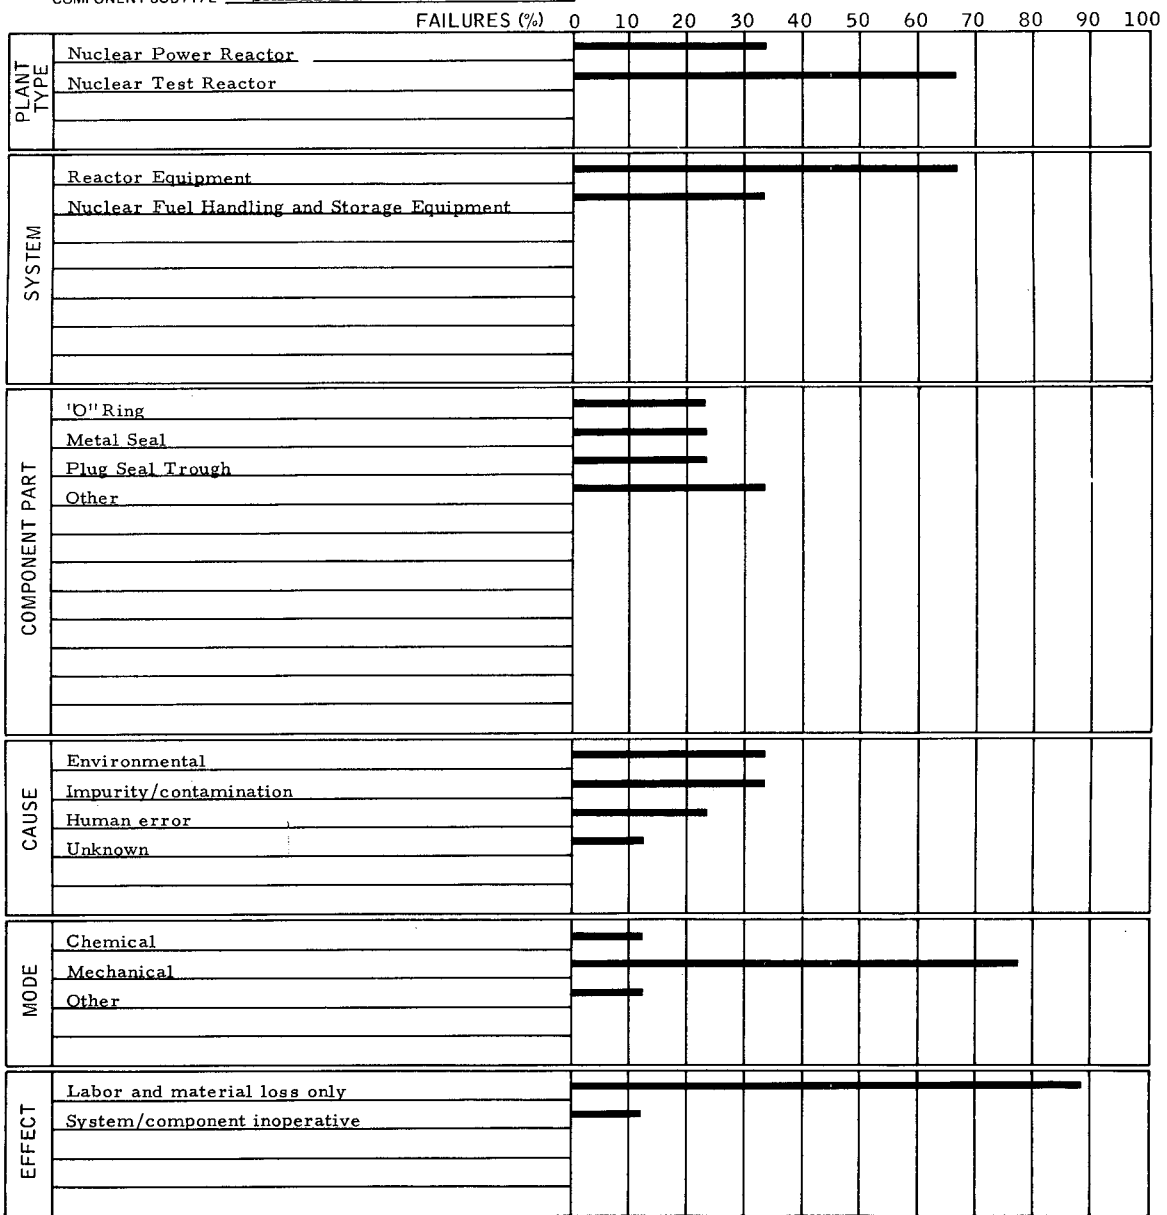 FAILURES (%) 0 10 20 30 40 50 60 70 80 90 100
PLANT TYPE
Nuclear Power Reactor
Nuclear Test Reactor
SYSTEM
Reactor Equipment
Nuclear Fuel Handling and Storage Equipment
COMPONENT PART
"O" Ring
Metal Seal
Plug Seal Trough
Other
CAUSE
Environmental
Impurity/contamination
Human error
Unknown
MODE
Chemical
Mechanical
Other
EFFECT
Labor and material loss only
System/component inoperative